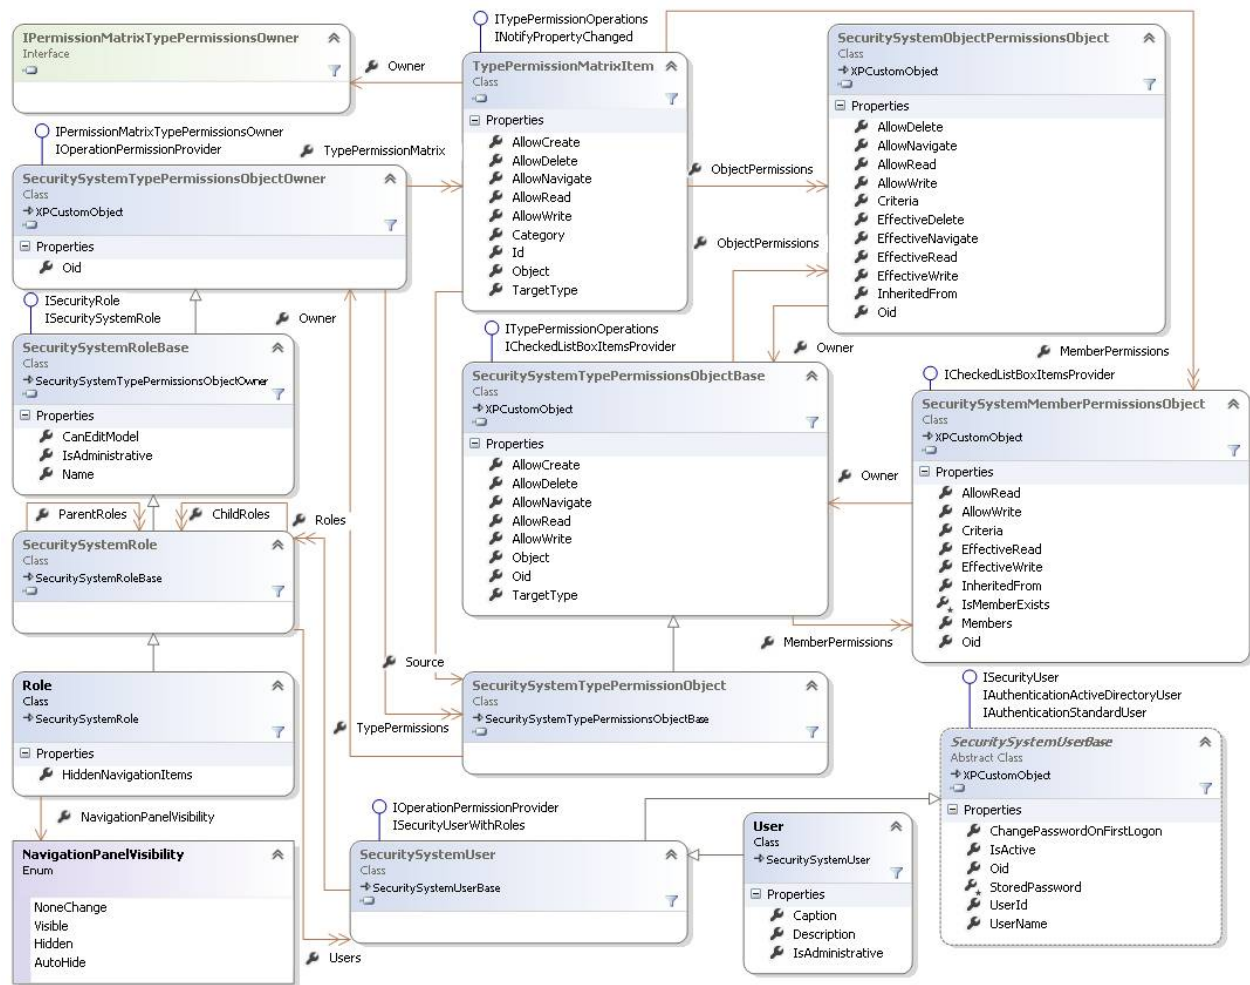 IPermissionMatrixTypePermissionsOwner
Interface
Owner
IPermissionMatrixTypePermissionsOwner
IOperationPermissionProvider
TypePermissionMatrix
SecuritySystemTypePermissionsObjectOwner
Class
XPCustomObject
Properties
Oid
ISecurityRole
ISecuritySystemRole
Owner
SecuritySystemRoleBase
Class
SecuritySystemTypePermissionsObjectOwner
Properties
CanEditModel
IsAdministrative
Name
ParentRoles
ChildRoles
Roles
SecuritySystemRole
Class
SecuritySystemRoleBase
Role
Class
SecuritySystemRole
Properties
HiddenNavigationItems
NavigationPanelVisibility
NavigationPanelVisibility
Enum
NoneChange
Visible
Hidden
AutoHide
ITypePermissionOperations
INotifyPropertyChanged
TypePermissionMatrixItem
Class
Properties
AllowCreate
AllowDelete
AllowNavigate
AllowRead
AllowWrite
Category
Id
Object
TargetType
ObjectPermissions
ObjectPermissions
ITypePermissionOperations
ICheckedListBoxItemsProvider
Owner
SecuritySystemTypePermissionsObjectBase
Class
XPCustomObject
Properties
AllowCreate
AllowDelete
AllowNavigate
AllowRead
AllowWrite
Object
Oid
TargetType
Owner
MemberPermissions
Source
TypePermissions
SecuritySystemTypePermissionObject
Class
SecuritySystemTypePermissionsObjectBase
IOperationPermissionProvider
ISecurityUserWithRoles
SecuritySystemUser
Class
SecuritySystemUserBase
Users
User
Class
SecuritySystemUser
Properties
Caption
Description
IsAdministrative
SecuritySystemObjectPermissionsObject
Class
XPCustomObject
Properties
AllowDelete
AllowNavigate
AllowRead
AllowWrite
Criteria
EffectiveDelete
EffectiveNavigate
EffectiveRead
EffectiveWrite
InheritedFrom
Oid
MemberPermissions
ICheckedListBoxItemsProvider
SecuritySystemMemberPermissionsObject
Class
XPCustomObject
Properties
AllowRead
AllowWrite
Criteria
EffectiveRead
EffectiveWrite
InheritedFrom
IsMemberExists
Members
Oid
ISecurityUser
IAuthenticationActiveDirectoryUser
IAuthenticationStandardUser
SecuritySystemUserBase
Abstract Class
XPCustomObject
Properties
ChangePasswordOnFirstLogon
IsActive
Oid
StoredPassword
UserId
UserName